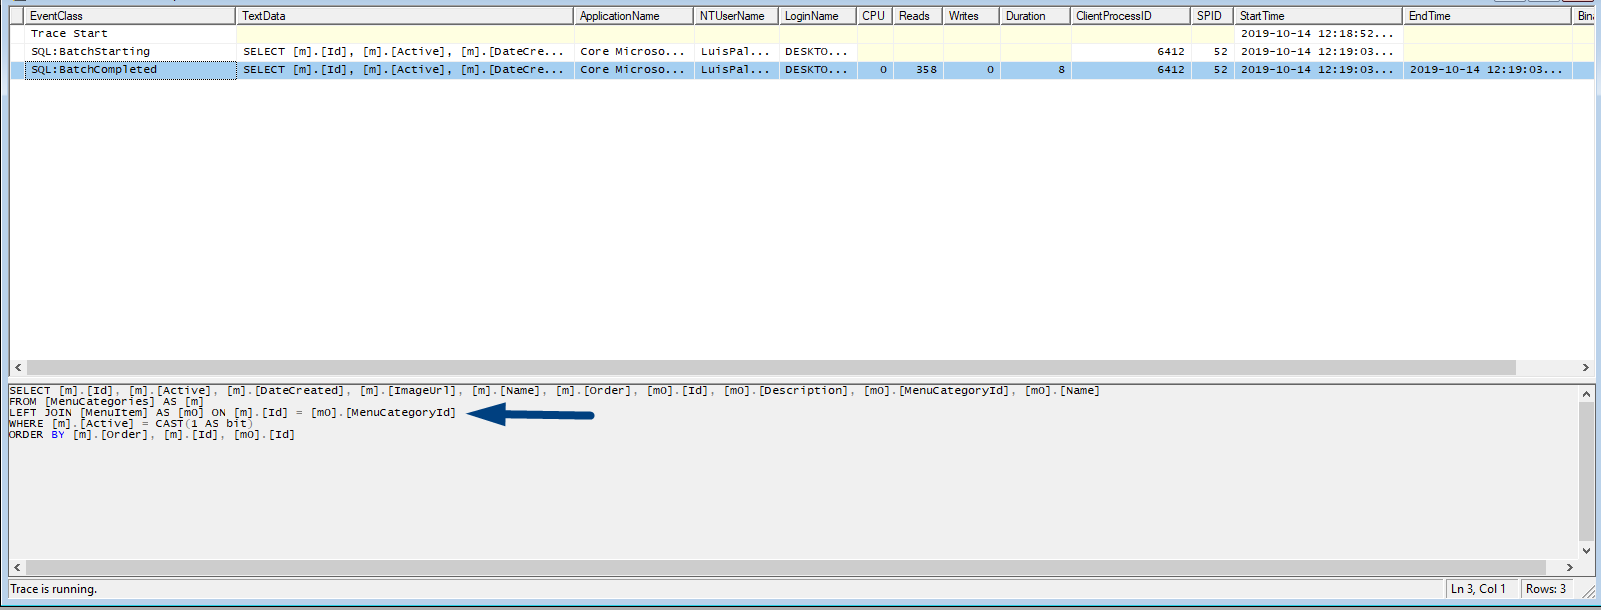 EventClass TextData ApplicationName NTUserName LoginName CPU Reads Writes Duration ClientProcessID SPID StartTime EndTime Bin
Trace Start 2019-10-14 12:18:52...
SQL:BatchStarting SELECT [m].[Id], [m].[Active], [m].[DateCre... Core Microso... LuisPal... DESKTO... 6412 52 2019-10-14 12:19:03...
SQL:BatchCompleted SELECT [m].[Id], [m].[Active], [m].[DateCre... Core Microso... LuisPal... DESKTO... 0 358 0 8 6412 52 2019-10-14 12:19:03... 2019-10-14 12:19:03...
SELECT [m].[Id], [m].[Active], [m].[DateCreated], [m].[ImageUrl], [m].[Name], [m].[Order], [m0].[Id], [m0].[Description], [m0].[MenuCategoryId], [m0].[Name]
FROM [MenuCategories] AS [m]
LEFT JOIN [MenuItem] AS [m0] ON [m].[Id] = [m0].[MenuCategoryId]
WHERE [m].[Active] = CAST(1 AS bit)
ORDER BY [m].[Order], [m].[Id], [m0].[Id]
Trace is running. Ln 3, Col 1 Rows: 3